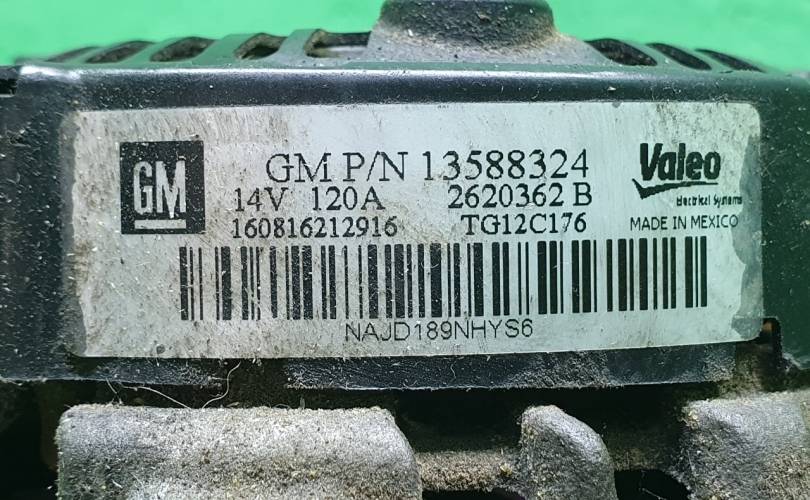 GM GM P/N 13588324 Valeo
14V 120A 2620362 B Electrical Systems
160816212916 TG12C176 MADE IN MEXICO
NAJD189NHYS6